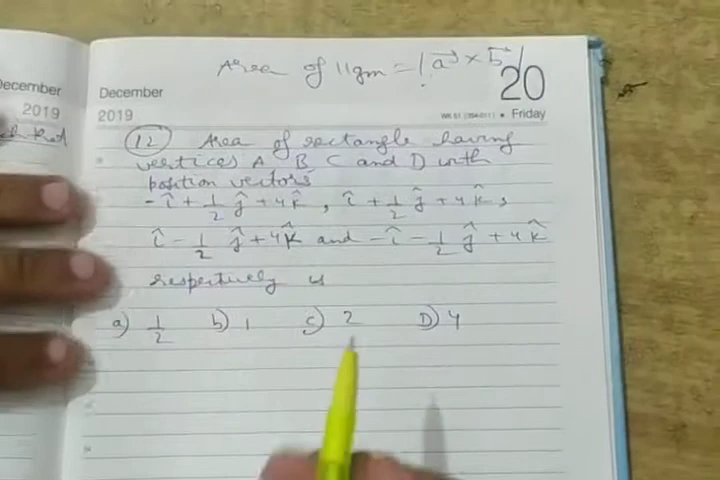 Area of 11gm = |a⃗ × b⃗|
December
2019
December
2019
20
Friday
12 Area of rectangle having
vertices A B C and D with
position vectors
-î + 1/2 ĵ + 4k̂, î + 1/2 ĵ + 4k̂,
î - 1/2 ĵ + 4k̂ and -î - 1/2 ĵ + 4k̂
respectively is
a) 1/2 b) 1 c) 2 D) 4